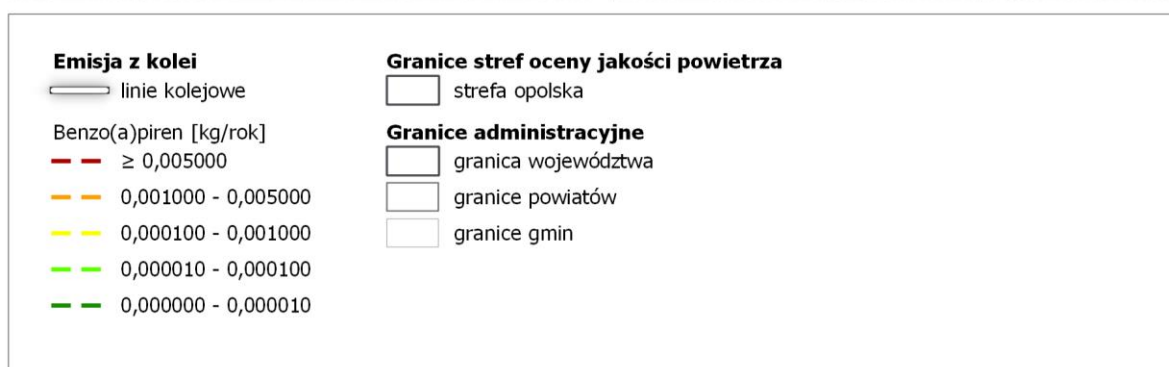 Emisja z kolei
linie kolejowe
Benzo(a)piren [kg/rok]
≥ 0,005000
0,001000 - 0,005000
0,000100 - 0,001000
0,000010 - 0,000100
0,000000 - 0,000010
Granice stref oceny jakości powietrza
strefa opolska
Granice administracyjne
granica województwa
granice powiatów
granice gmin